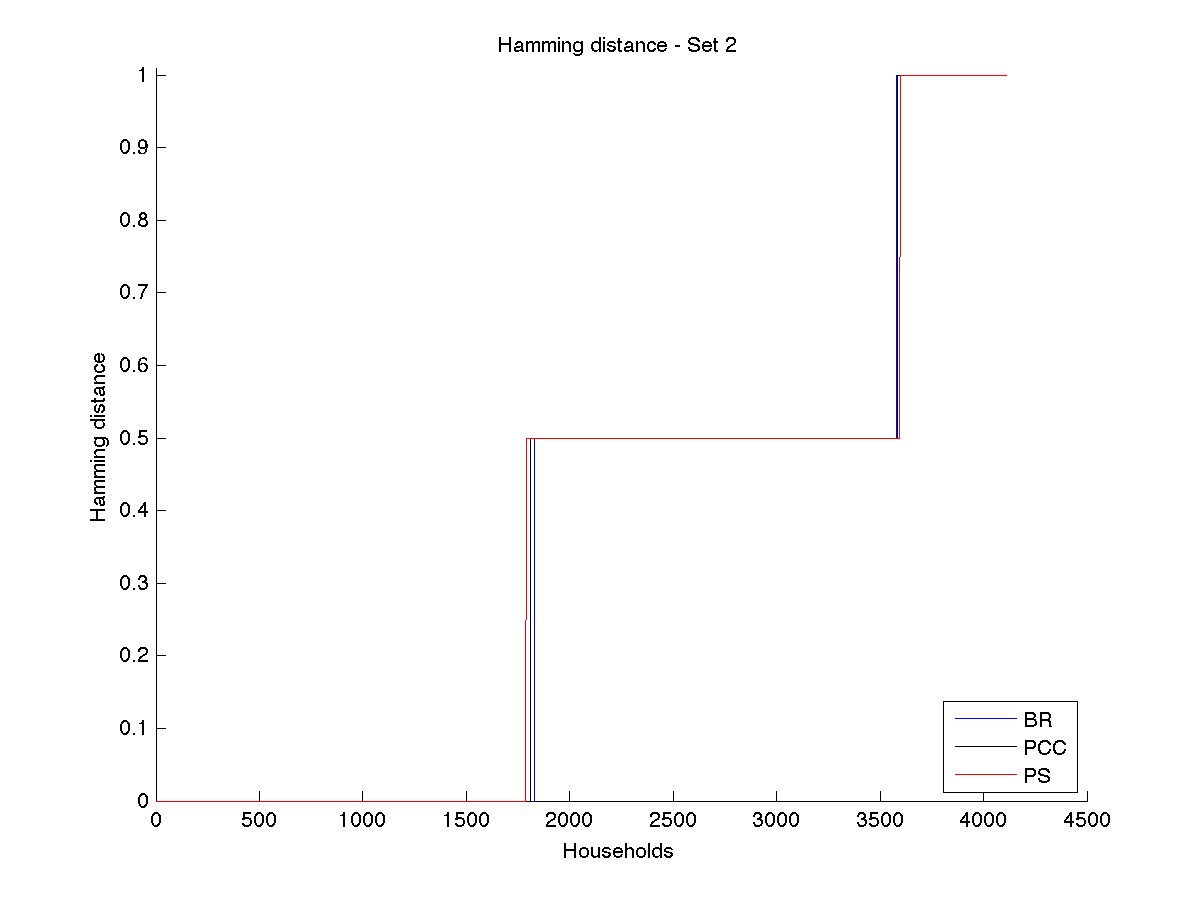 Hamming distance - Set 2
1
0.9
0.8
0.7
0.6
0.5
0.4
0.3
0.2
0.1
0
Hamming distance
0 500 1000 1500 2000 2500 3000 3500 4000 4500
Households
BR
PCC
PS